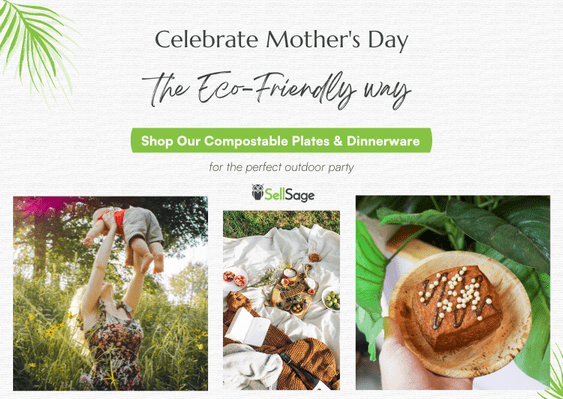 Celebrate Mother's Day
The Eco-Friendly way
Shop Our Compostable Plates & Dinnerware
for the perfect outdoor party
SellSage